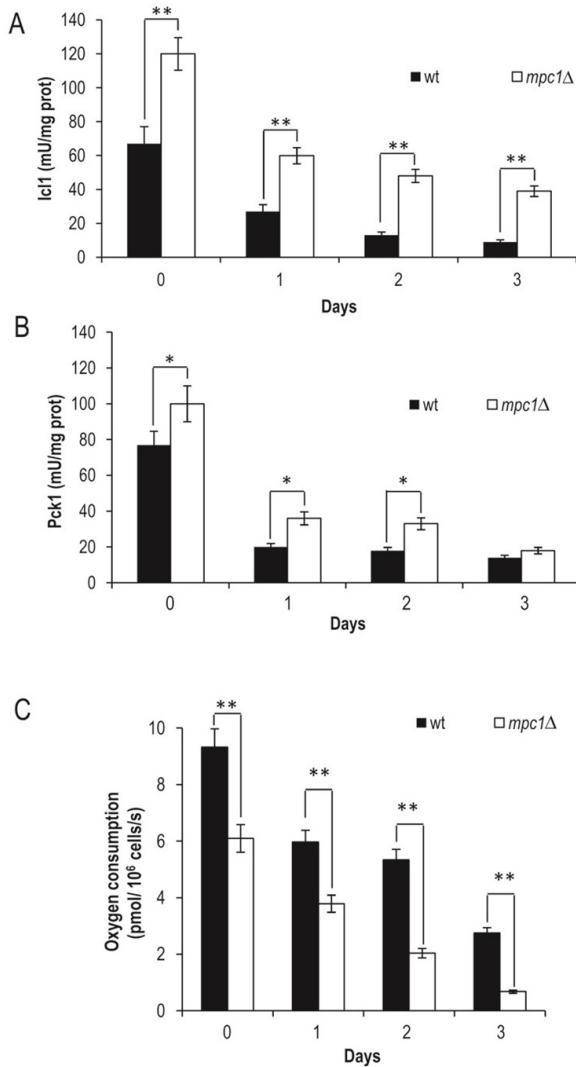 A
Icl1 (mU/mg prot)
140
120
100
80
60
40
20
0
**
**
**
**
wt
mpc1Δ
0 1 2 3
Days
B
Pck1 (mU/mg prot)
140
120
100
80
60
40
20
0
*
*
*
wt
mpc1Δ
0 1 2 3
Days
C
Oxygen consumption
(pmol/ 10⁶ cells/s)
10
8
6
4
2
0
**
**
**
**
wt
mpc1Δ
0 1 2 3
Days